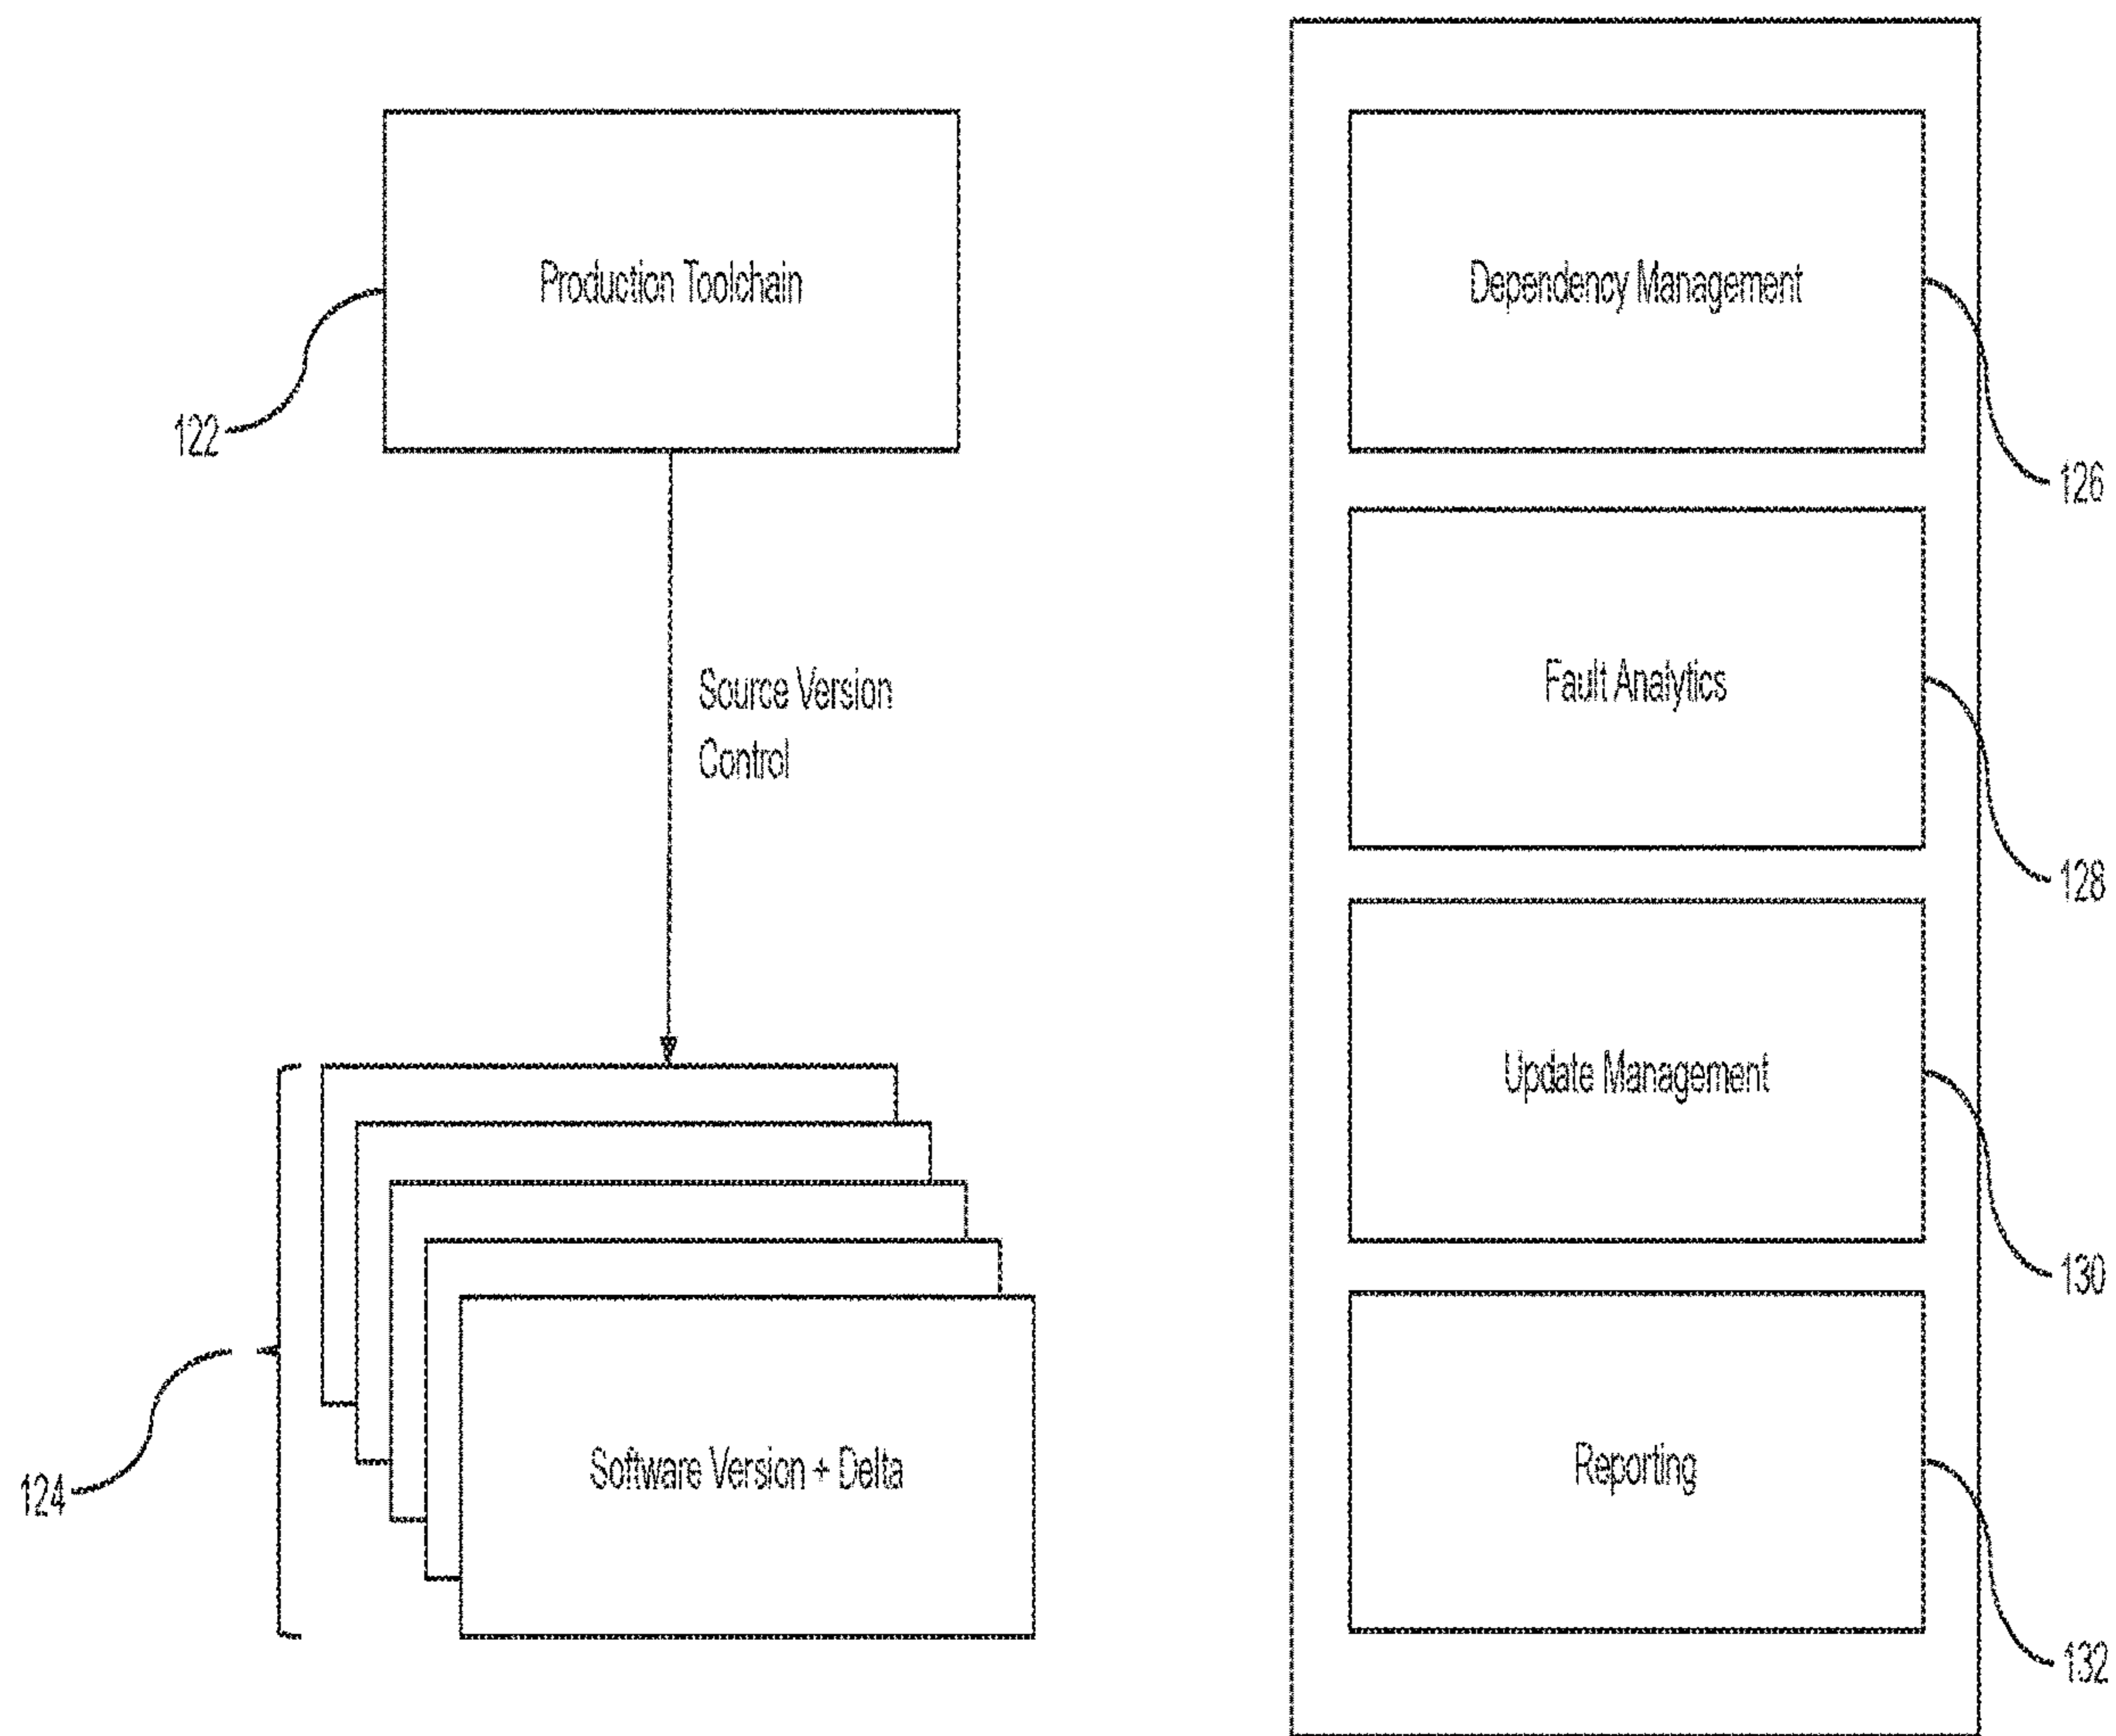 Production Toolchain
122
Source Version
Control
Software Version + Delta
124
Dependency Management
126
Fault Analytics
128
Update Management
130
Reporting
132